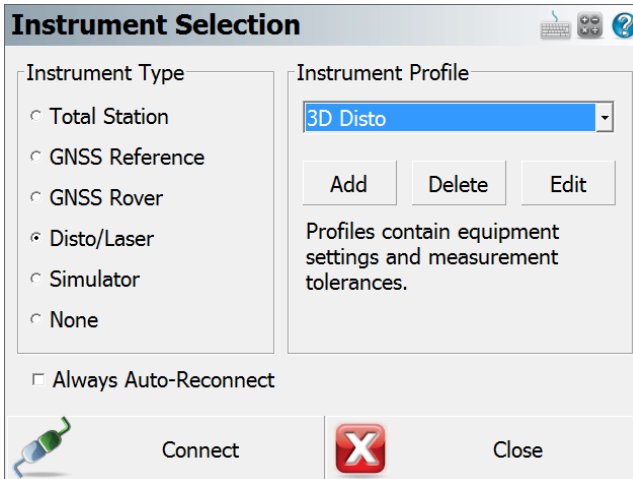 Instrument Selection
Instrument Type
Total Station
GNSS Reference
GNSS Rover
Disto/Laser
Simulator
None
Instrument Profile
3D Disto
Add
Delete
Edit
Profiles contain equipment
settings and measurement
tolerances.
Always Auto-Reconnect
Connect
Close